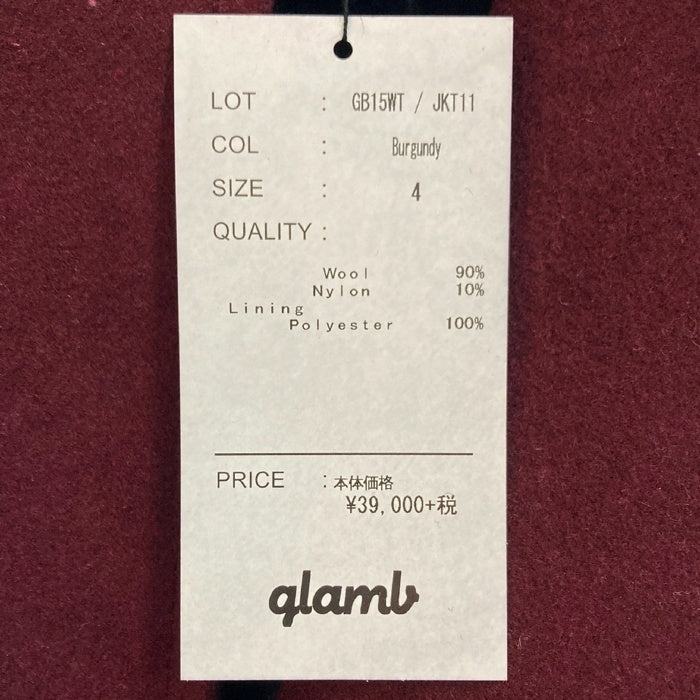 LOT : GB15WT / JKT11
COL : Burgundy
SIZE : 4
QUALITY :
Wool 90%
Nylon 10%
Lining
Polyester 100%
PRICE : 本体価格
¥39,000+税
glamb